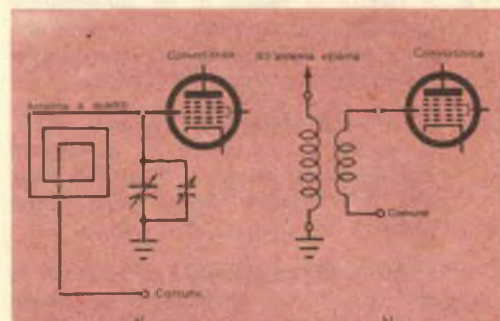 Convertitrice
All'antenna esterna
Convertitrice
Antenna a quadro
Comune
Comune